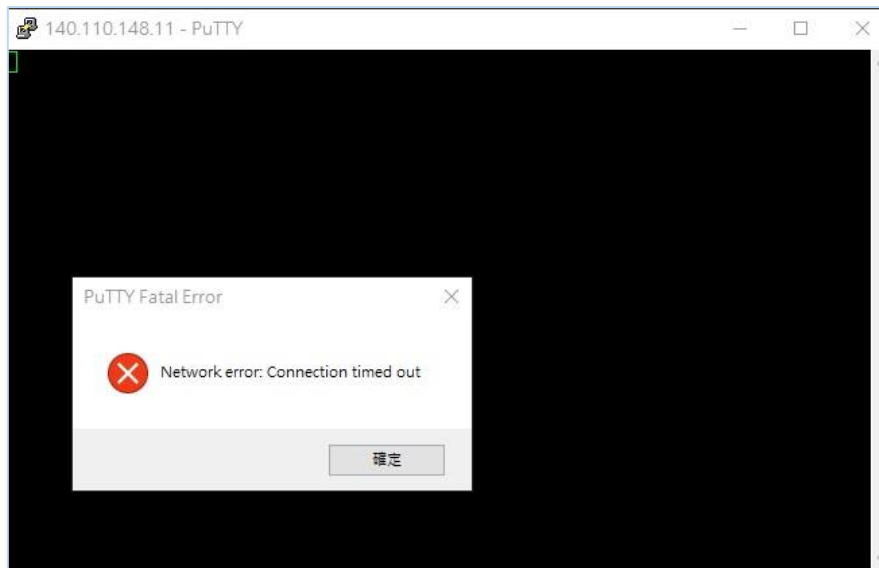 140.110.148.11 - PuTTY
PuTTY Fatal Error
Network error: Connection timed out
確定